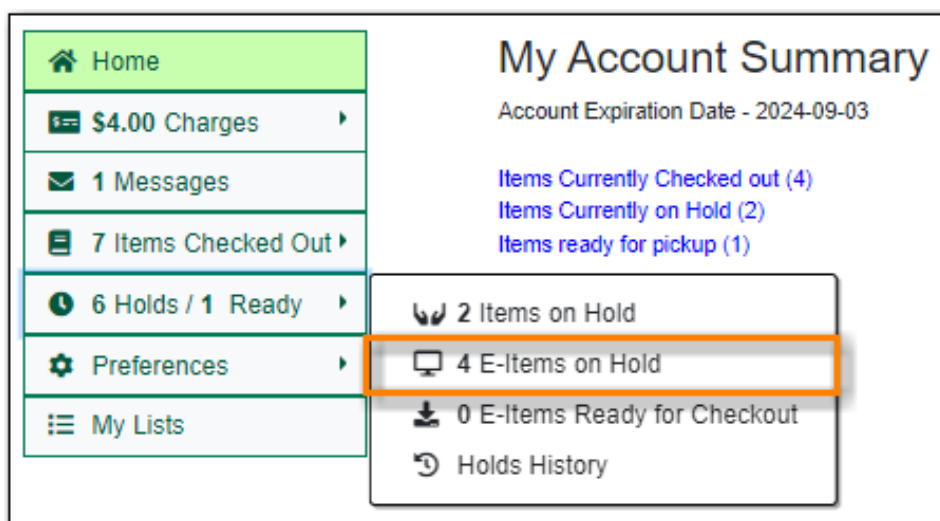 Home
$4.00 Charges
1 Messages
7 Items Checked Out
6 Holds / 1 Ready
Preferences
My Lists
My Account Summary
Account Expiration Date - 2024-09-03
Items Currently Checked out (4)
Items Currently on Hold (2)
Items ready for pickup (1)
2 Items on Hold
4 E-Items on Hold
0 E-Items Ready for Checkout
Holds History